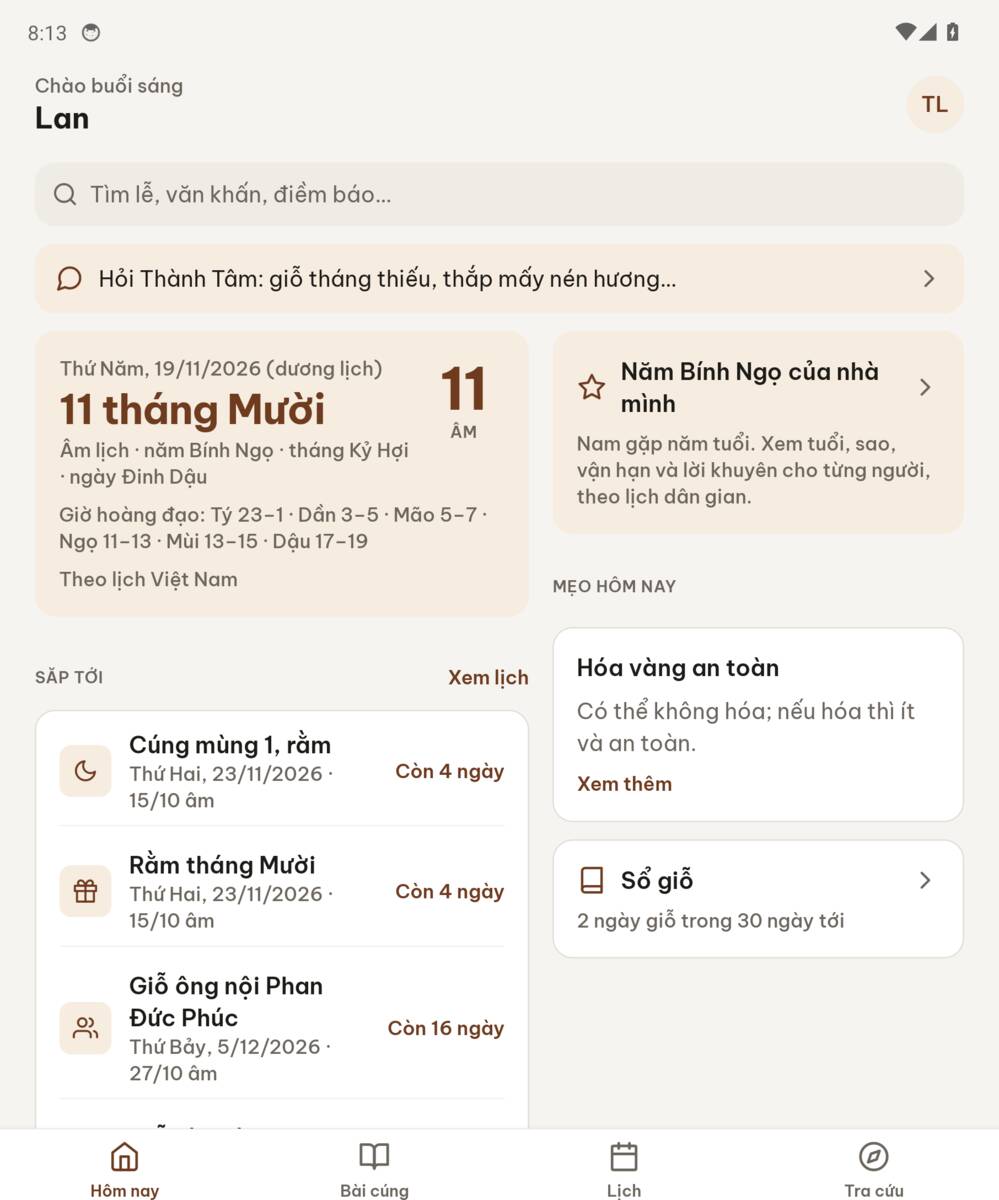 8:13
Chào buổi sáng
Lan
TL
Tìm lễ, văn khấn, điềm báo...
Hỏi Thành Tâm: giỗ tháng thiếu, thắp mấy nén hương...
Thứ Năm, 19/11/2026 (dương lịch)
11 tháng Mười
11
ÂM
Âm lịch · năm Bính Ngọ · tháng Kỷ Hợi
· ngày Đinh Dậu
Giờ hoàng đạo: Tý 23–1 · Dần 3–5 · Mão 5–7 ·
Ngọ 11–13 · Mùi 13–15 · Dậu 17–19
Theo lịch Việt Nam
SẮP TỚI
Xem lịch
Cúng mùng 1, rằm
Thứ Hai, 23/11/2026 ·
15/10 âm
Còn 4 ngày
Rằm tháng Mười
Thứ Hai, 23/11/2026 ·
15/10 âm
Còn 4 ngày
Giỗ ông nội Phan
Đức Phúc
Thứ Bảy, 5/12/2026 ·
27/10 âm
Còn 16 ngày
Năm Bính Ngọ của nhà
mình
Nam gặp năm tuổi. Xem tuổi, sao,
vận hạn và lời khuyên cho từng người,
theo lịch dân gian.
MẸO HÔM NAY
Hóa vàng an toàn
Có thể không hóa; nếu hóa thì ít
và an toàn.
Xem thêm
Sổ giỗ
2 ngày giỗ trong 30 ngày tới
Hôm nay
Bài cúng
Lịch
Tra cứu